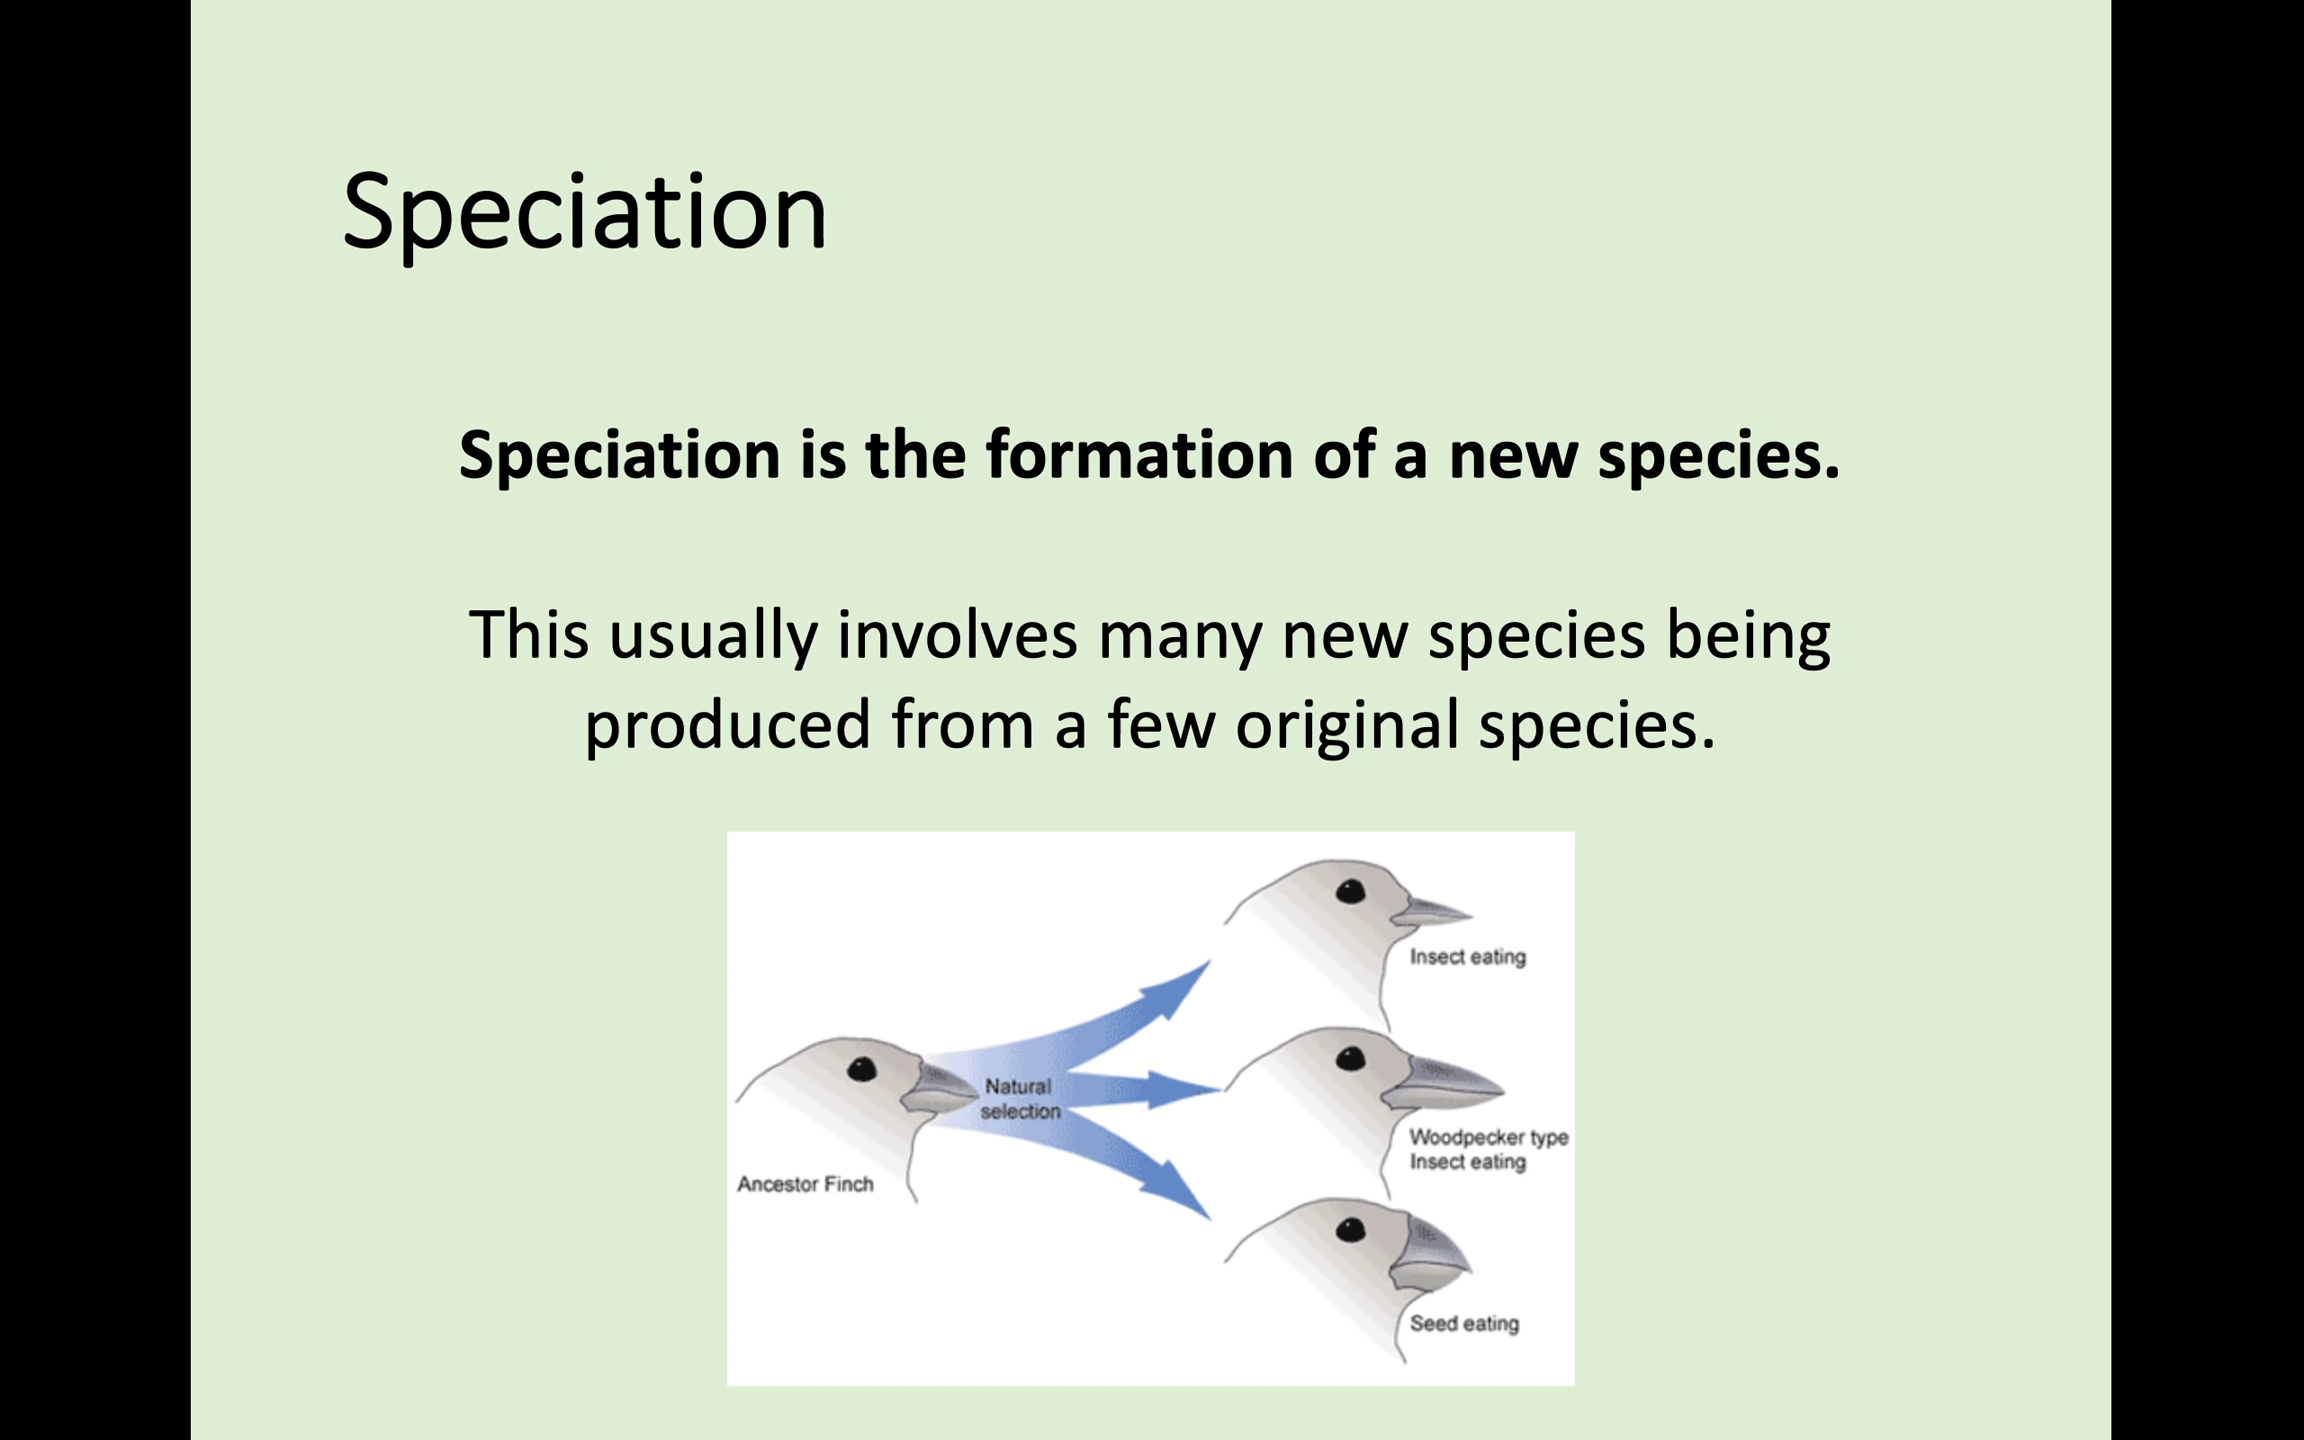 Speciation
Speciation is the formation of a new species.
This usually involves many new species being
produced from a few original species.
Insect eating
Natural
selection
Woodpecker type
Insect eating
Ancestor Finch
Seed eating